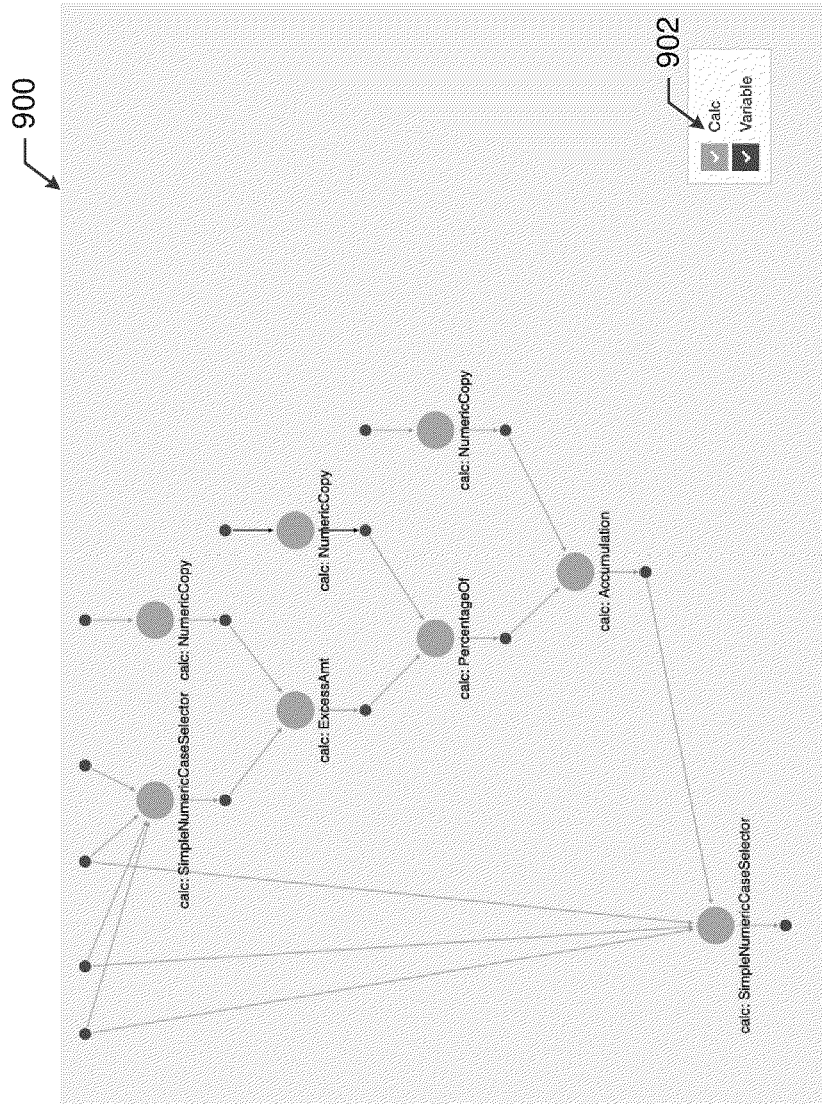 900
902
Calc
Variable
calc: SimpleNumericCaseSelector
calc: NumericCopy
calc: ExcessAmt
calc: NumericCopy
calc: PercentageOf
calc: NumericCopy
calc: Accumulation
calc: SimpleNumericCaseSelector